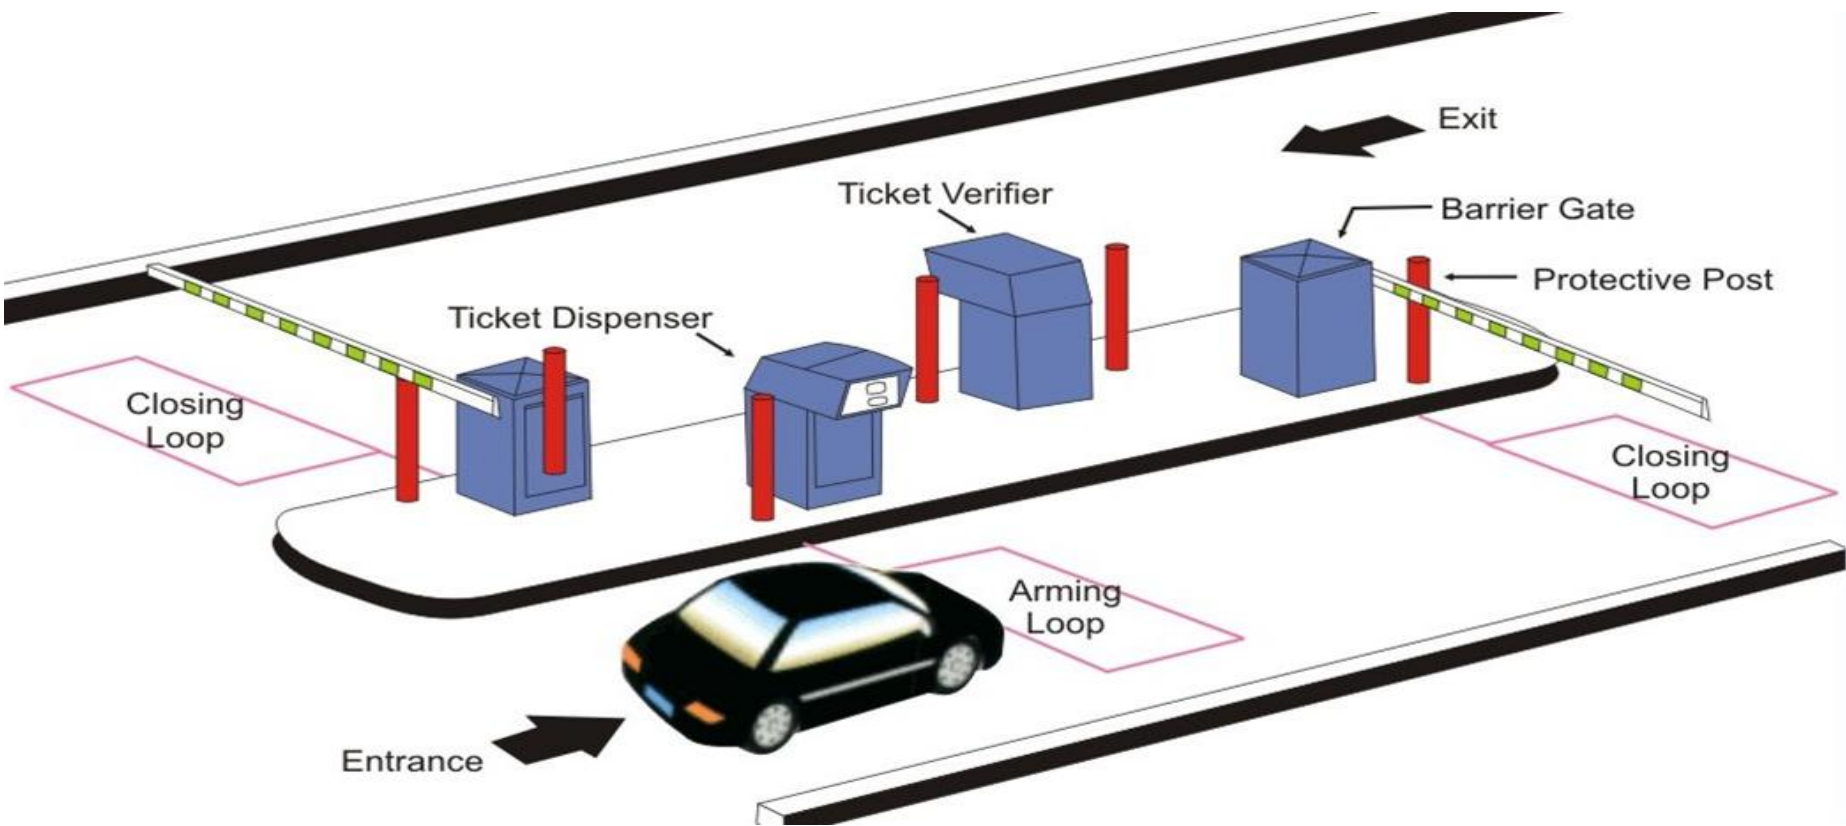 Exit
Ticket Verifier
Barrier Gate
Protective Post
Ticket Dispenser
Closing
Loop
Closing
Loop
Arming
Loop
Entrance